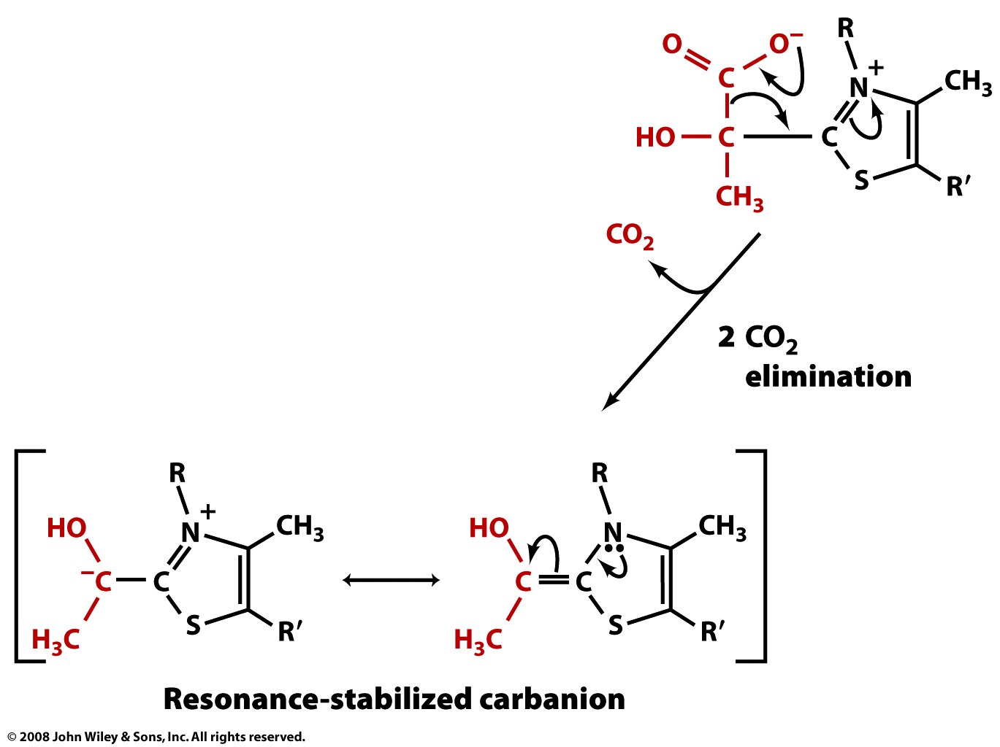 R
O O−
C N + CH3
HO C C
S R′
CH3
CO2
2 CO2
elimination
R R
HO N + CH3 HO N CH3
−C C C C
S R′ S R′
H3C H3C
Resonance-stabilized carbanion
© 2008 John Wiley & Sons, Inc. All rights reserved.